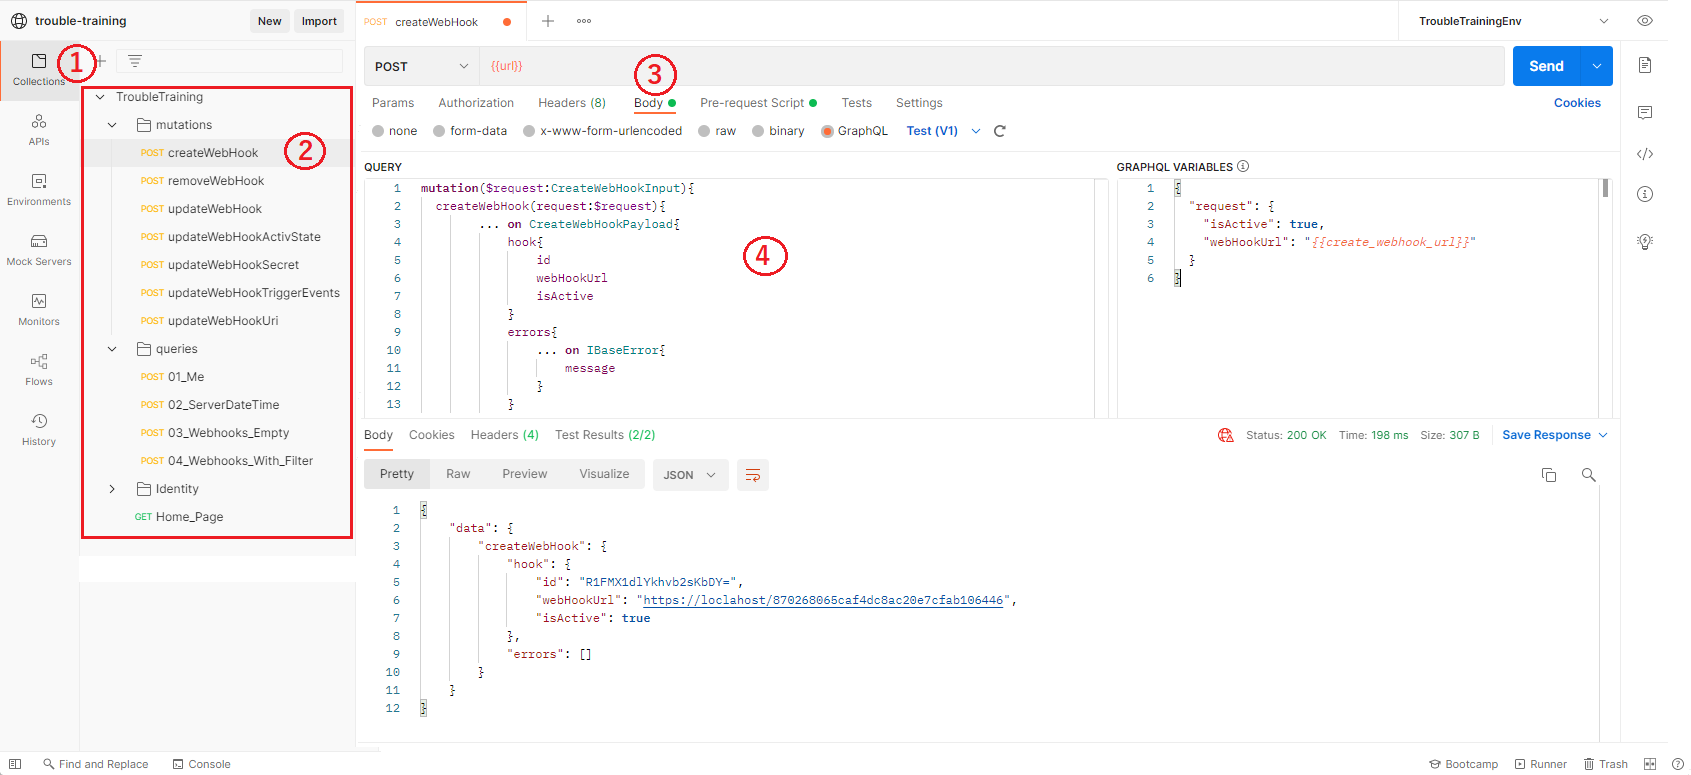 trouble-training
New
Import
POST createWebHook
TroubleTrainingEnv
Collections
1
APIs
Environments
Mock Servers
Monitors
Flows
History
TroubleTraining
mutations
POST createWebHook
2
POST removeWebHook
POST updateWebHook
POST updateWebHookActivState
POST updateWebHookSecret
POST updateWebHookTriggerEvents
POST updateWebHookUri
queries
POST 01_Me
POST 02_ServerDateTime
POST 03_Webhooks_Empty
POST 04_Webhooks_With_Filter
Identity
GET Home_Page
POST
{{url}}
3
Send
Params
Authorization
Headers (8)
Body
Pre-request Script
Tests
Settings
Cookies
none
form-data
x-www-form-urlencoded
raw
binary
GraphQL
Test (V1)
QUERY
1 mutation($request:CreateWebHookInput){
2 createWebHook(request:$request){
3 ... on CreateWebHookPayload{
4 hook{
5 id
6 webHookUrl
7 isActive
8 }
9 errors{
10 ... on IBaseError{
11 message
12 }
13 }
4
GRAPHQL VARIABLES
1 {
2 "request": {
3 "isActive": true,
4 "webHookUrl": "{{create_webhook_url}}"
5 }
6 }
Body
Cookies
Headers (4)
Test Results (2/2)
Status: 200 OK
Time: 198 ms
Size: 307 B
Save Response
Pretty
Raw
Preview
Visualize
JSON
1 {
2 "data": {
3 "createWebHook": {
4 "hook": {
5 "id": "R1FMX1dlYkhvb2sKbDY=",
6 "webHookUrl": "https://loclahost/870268065caf4dc8ac20e7cfab106446",
7 "isActive": true
8 },
9 "errors": []
10 }
11 }
12 }
Find and Replace
Console
Bootcamp
Runner
Trash